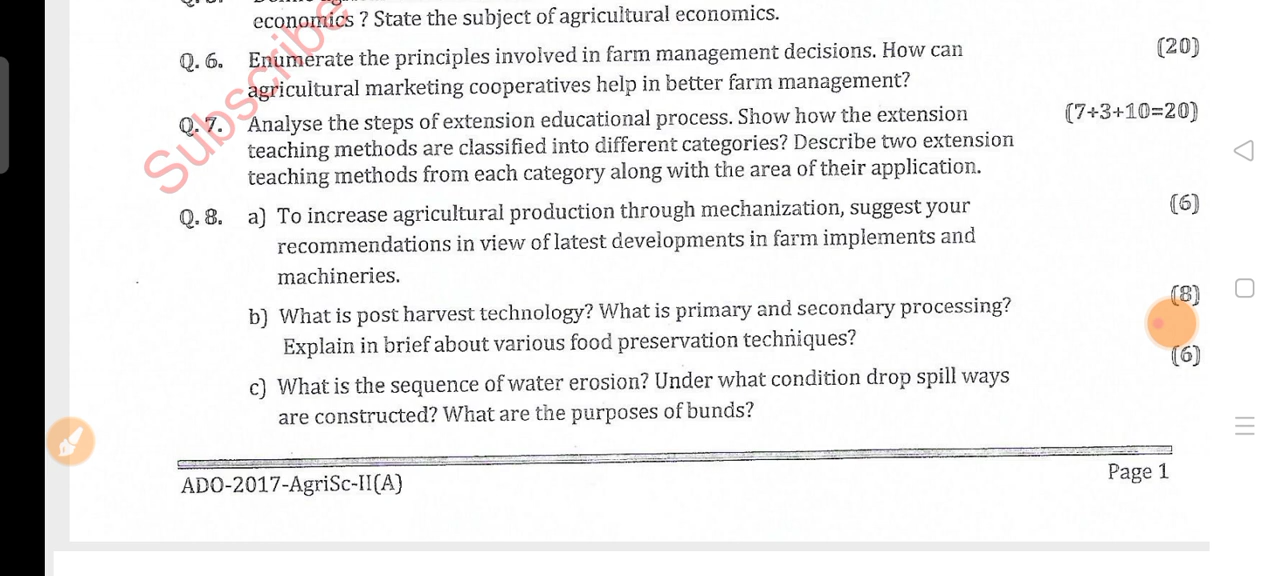 economics ? State the subject of agricultural economics.
Q. 6. Enumerate the principles involved in farm management decisions. How can (20)
agricultural marketing cooperatives help in better farm management?
Q. 7. Analyse the steps of extension educational process. Show how the extension (7+3+10=20)
teaching methods are classified into different categories? Describe two extension
teaching methods from each category along with the area of their application.
Q. 8. a) To increase agricultural production through mechanization, suggest your (6)
recommendations in view of latest developments in farm implements and
machineries.
b) What is post harvest technology? What is primary and secondary processing? (8)
Explain in brief about various food preservation techniques?
c) What is the sequence of water erosion? Under what condition drop spill ways (6)
are constructed? What are the purposes of bunds?
ADO-2017-AgriSc-II(A) Page 1
Subscribe